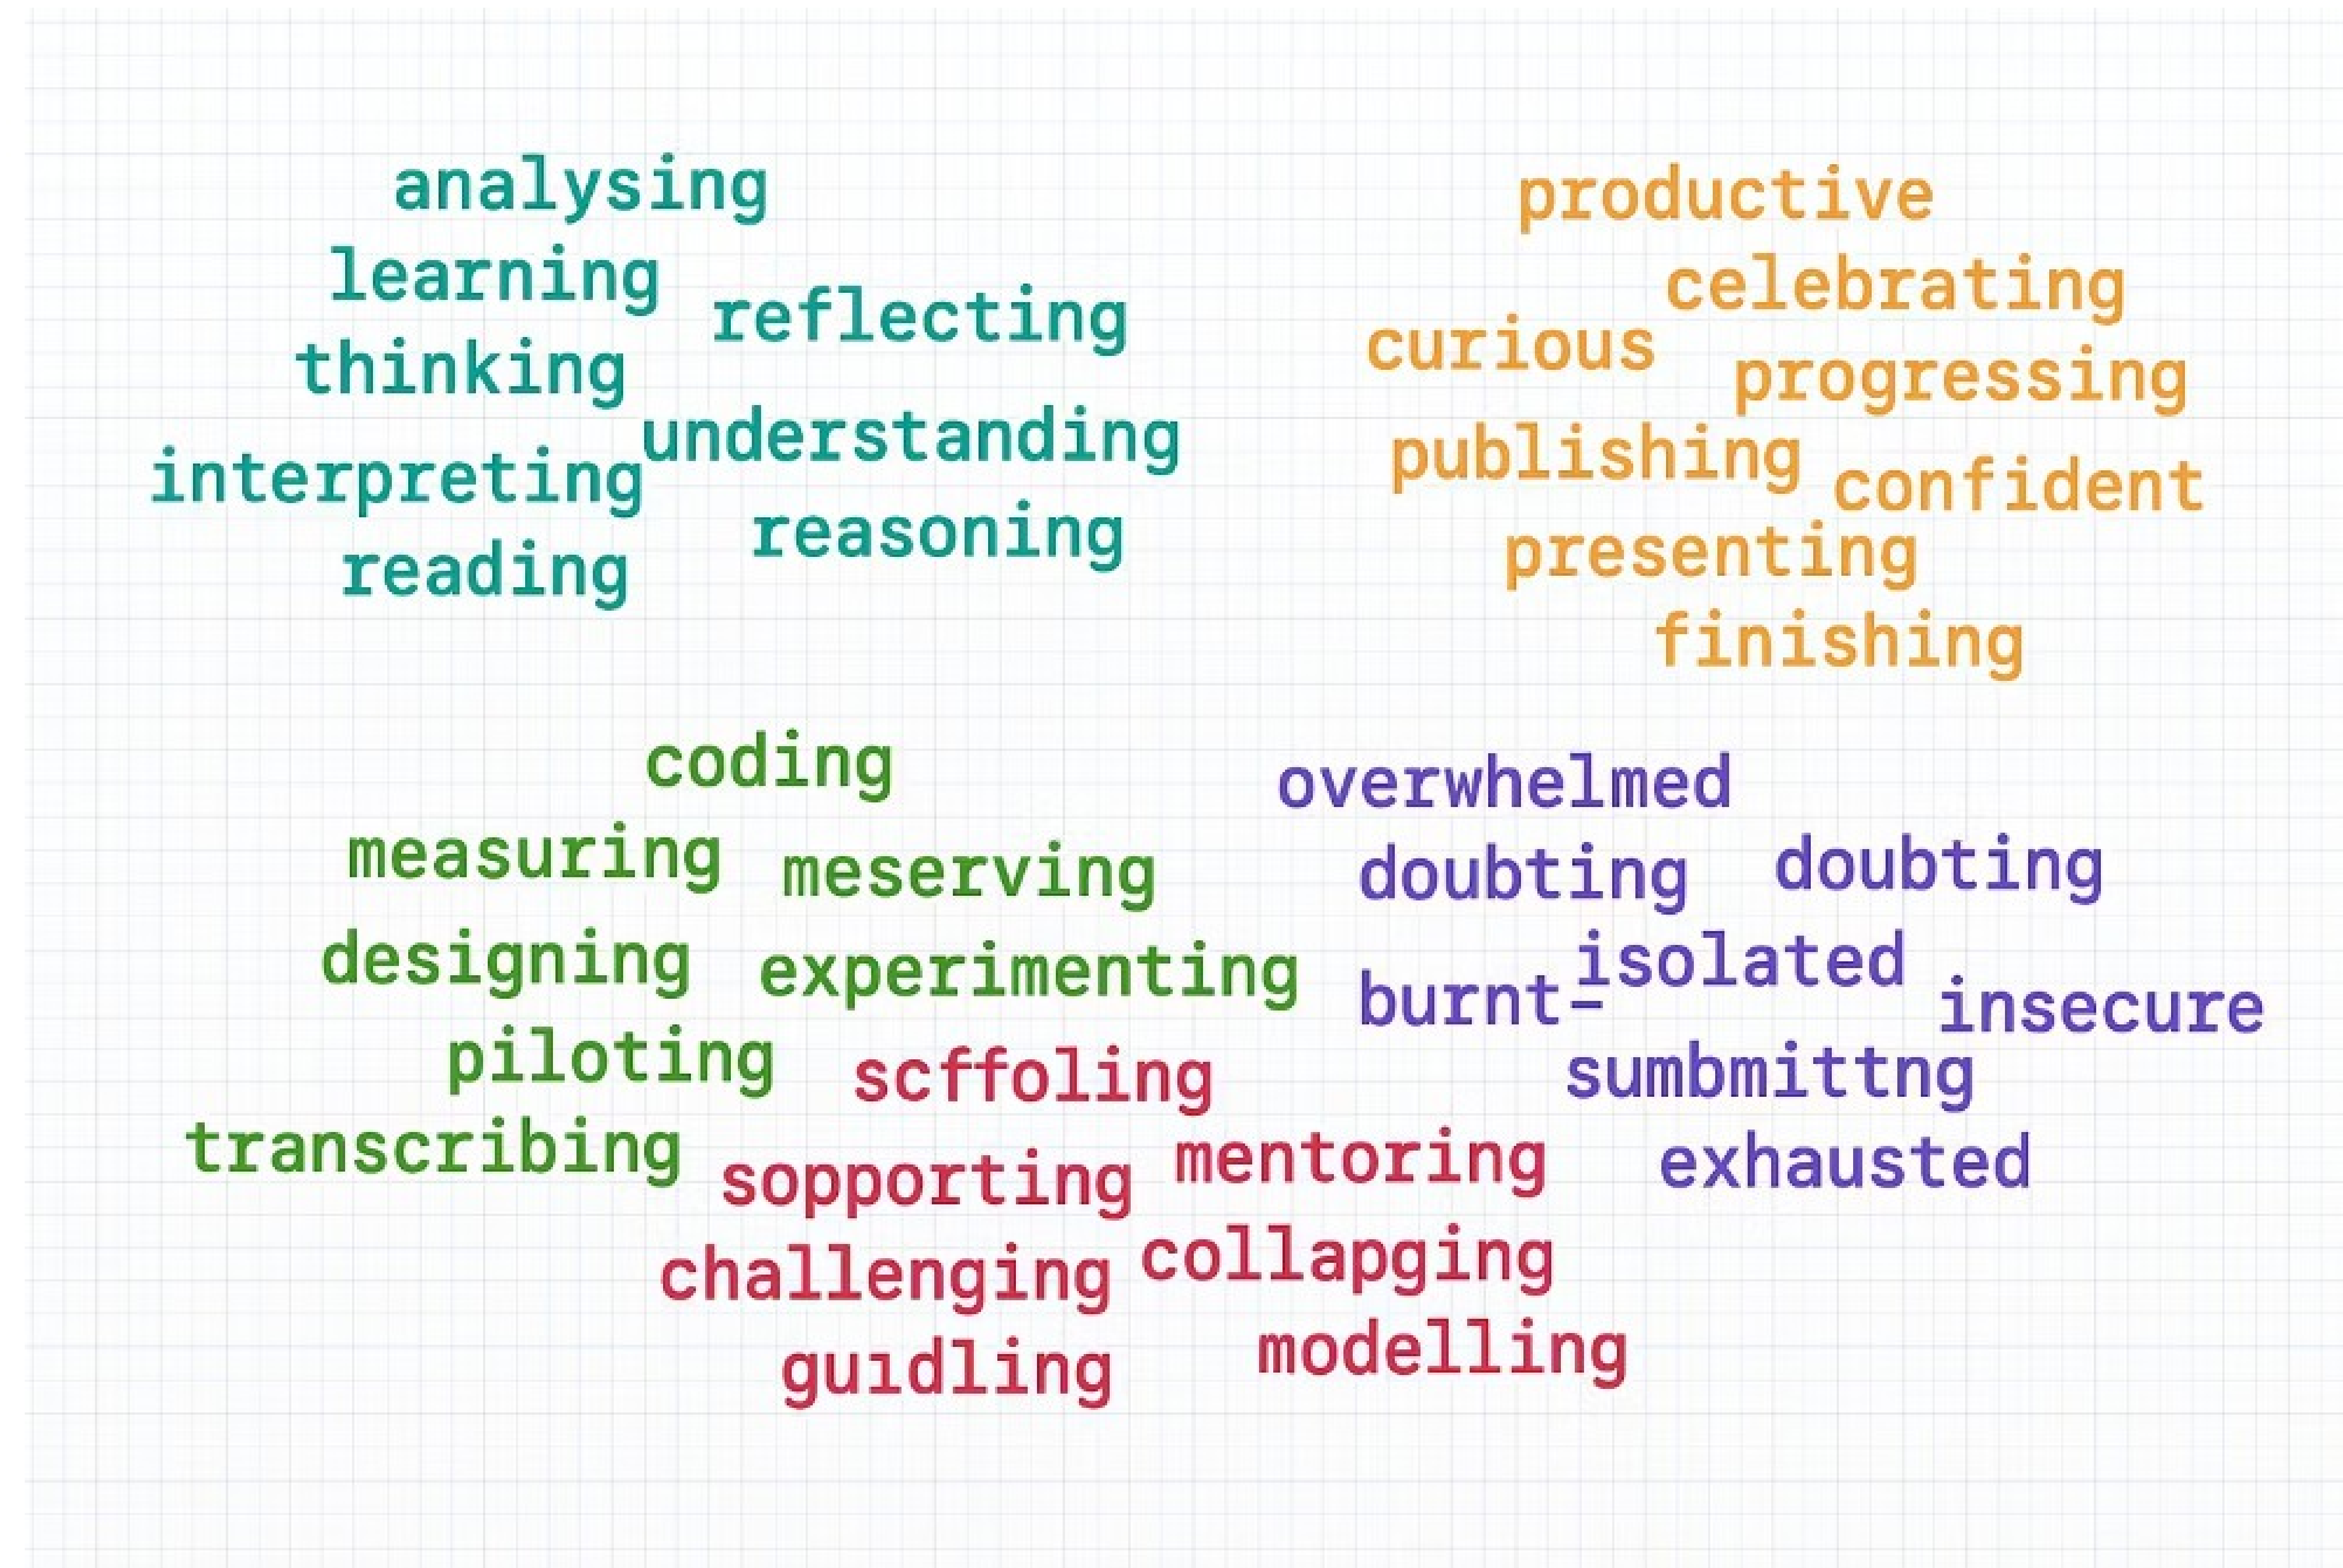 analysing
learning
reflecting
thinking
understanding
interpreting
reasoning
reading
productive
celebrating
curious
progressing
publishing
confident
presenting
finishing
coding
measuring
meserving
designing
experimenting
piloting
transcribing
overwhelmed
doubting
doubting
isolated
burnt-
insecure
sumbmittng
exhausted
scffoling
sopporting
mentoring
challenging
collapging
guıdling
modelling